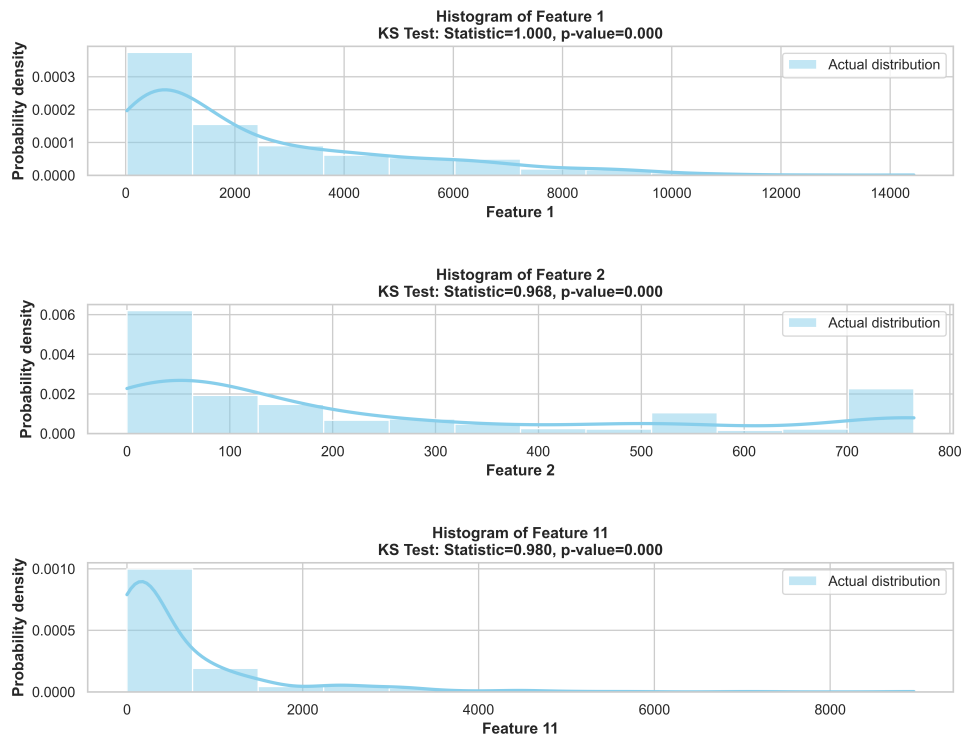 Histogram of Feature 1
KS Test: Statistic=1.000, p-value=0.000
Probability density
0.0003
0.0002
0.0001
0.0000
Actual distribution
0 2000 4000 6000 8000 10000 12000 14000
Feature 1
Histogram of Feature 2
KS Test: Statistic=0.968, p-value=0.000
Probability density
0.006
0.004
0.002
0.000
Actual distribution
0 100 200 300 400 500 600 700 800
Feature 2
Histogram of Feature 11
KS Test: Statistic=0.980, p-value=0.000
Probability density
0.0010
0.0005
0.0000
Actual distribution
0 2000 4000 6000 8000
Feature 11